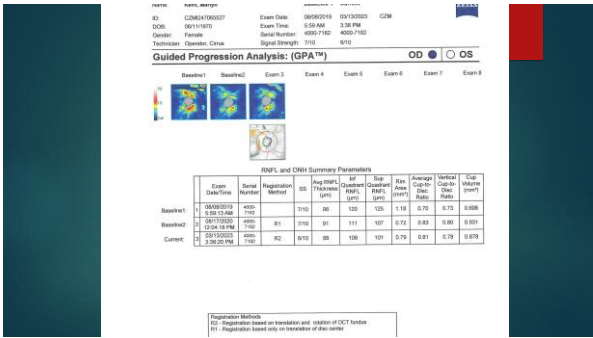 Name:
ID: CZMI247065527 Exam Date: 08/08/2019 03/13/2023 CZM
DOB: 06/11/1970 Exam Time: 5:59 AM 3:38 PM
Gender: Female Serial Number: 4000-7182 4000-7182
Technician: Operator, Cirrus Signal Strength: 7/10 6/10
ZEISS
Guided Progression Analysis: (GPA™) OD OS
Baseline1 Baseline2 Exam 3 Exam 4 Exam 5 Exam 6 Exam 7 Exam 8
RNFL and ONH Summary Parameters
Exam Date/Time Serial Number Registration Method SS Avg RNFL Thickness (µm) Inf Quadrant RNFL (µm) Sup Quadrant RNFL (µm) Rim Area (mm²) Average Cup-to-Disc Ratio Vertical Cup-to-Disc Ratio Cup Volume (mm³)
Baseline1: 1 08/08/2019 5:59:13 AM 4000-7182 7/10 96 120 125 1.18 0.70 0.73 0.606
Baseline2: 2 08/17/2020 12:04:18 PM 4000-7182 R1 7/10 91 111 107 0.72 0.83 0.80 0.931
Current: 3 03/13/2023 3:38:20 PM 4000-7182 R2 6/10 88 108 101 0.79 0.81 0.78 0.878
Registration Methods
R2 - Registration based on translation and rotation of OCT fundus
R1 - Registration based only on translation of disc center